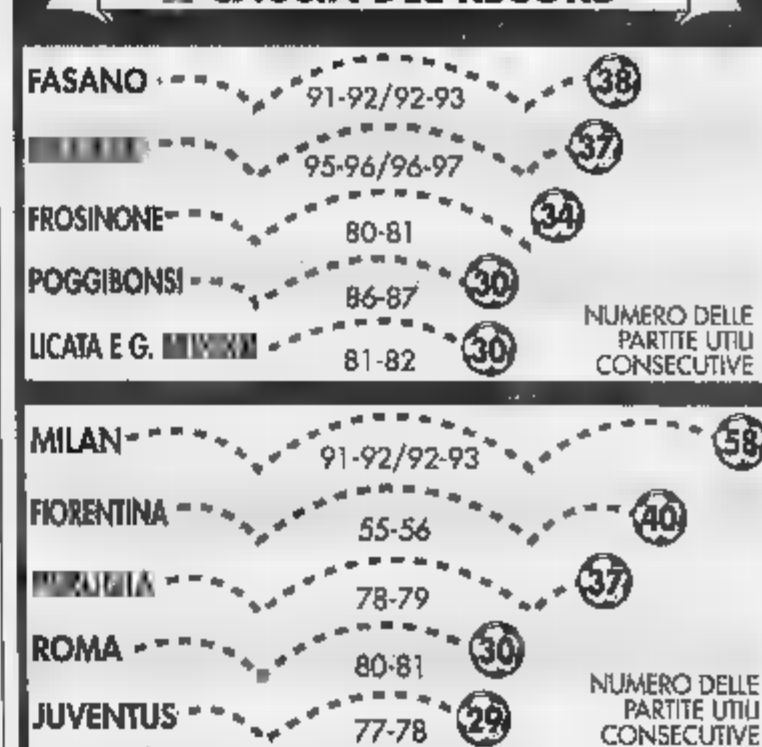 FASANO 91-92/92-93 38
95-96/96-97 37
FROSINONE 80-81 34
POGGIBONSI 86-87 30
LICATA E G. 81-82 30
NUMERO DELLE
PARTITE UTILI
CONSECUTIVE
MILAN 91-92/92-93 58
FIORENTINA 55-56 40
78-79 37
ROMA 80-81 30
JUVENTUS 77-78 29
NUMERO DELLE
PARTITE UTILI
CONSECUTIVE